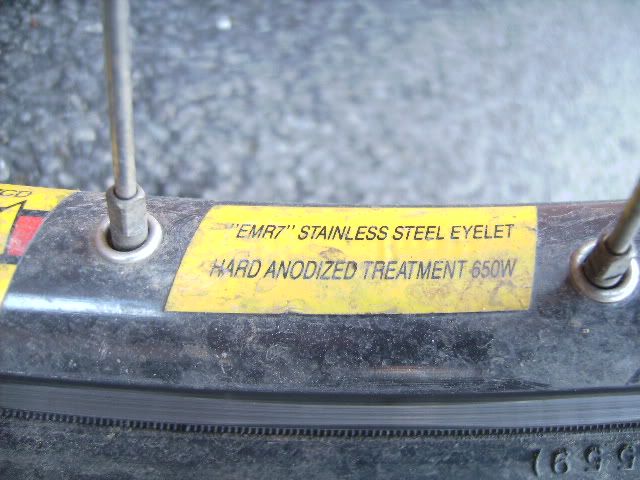 "EMR7" STAINLESS STEEL EYELET
HARD ANODIZED TREATMENT 650W